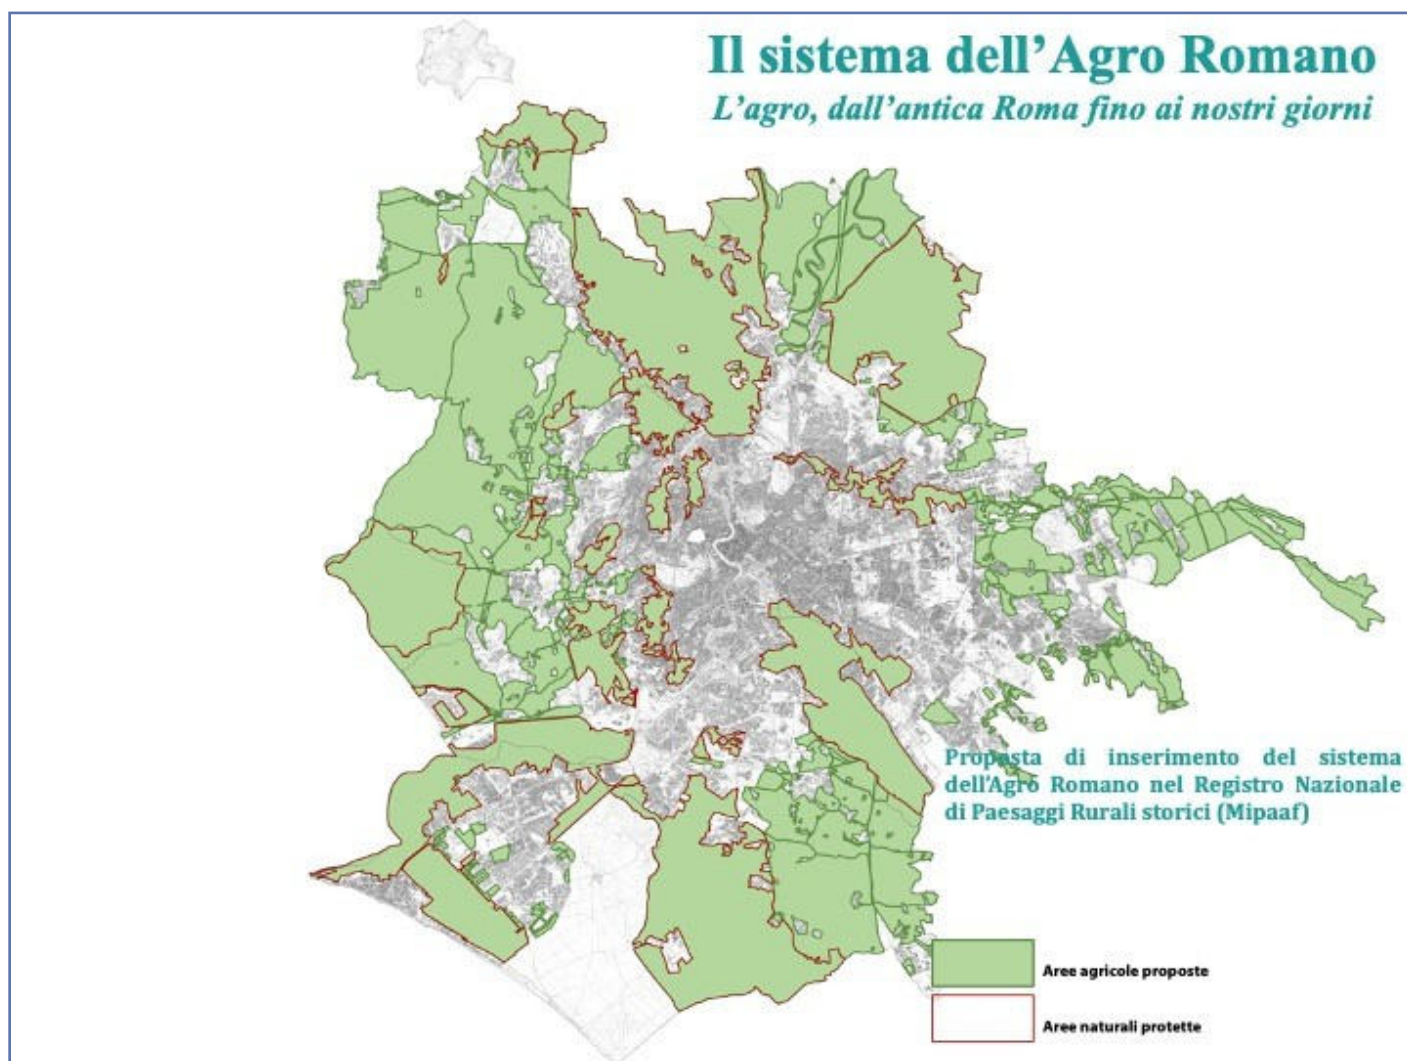 Il sistema dell’Agro Romano
L’agro, dall’antica Roma fino ai nostri giorni
Proposta di inserimento del sistema
dell’Agro Romano nel Registro Nazionale
di Paesaggi Rurali storici (Mipaaf)
Aree agricole proposte
Aree naturali protette